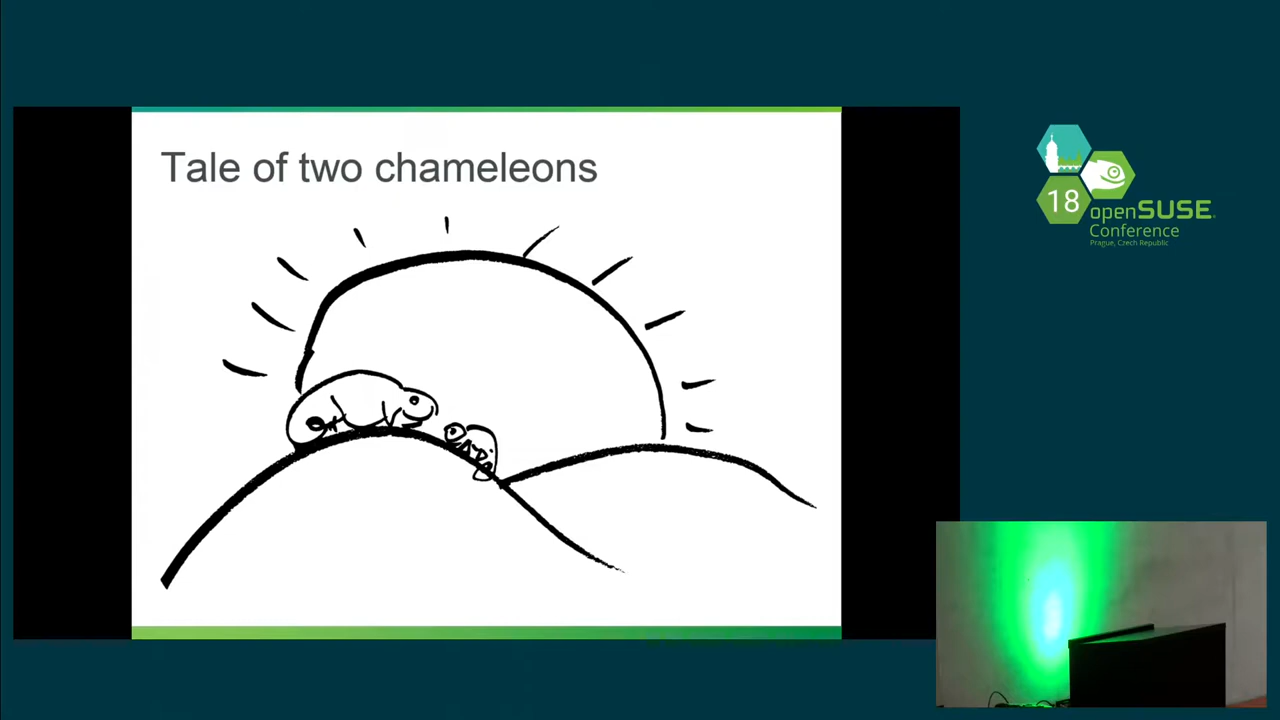 Tale of two chameleons
18
openSUSE
Conference
Prague, Czech Republic